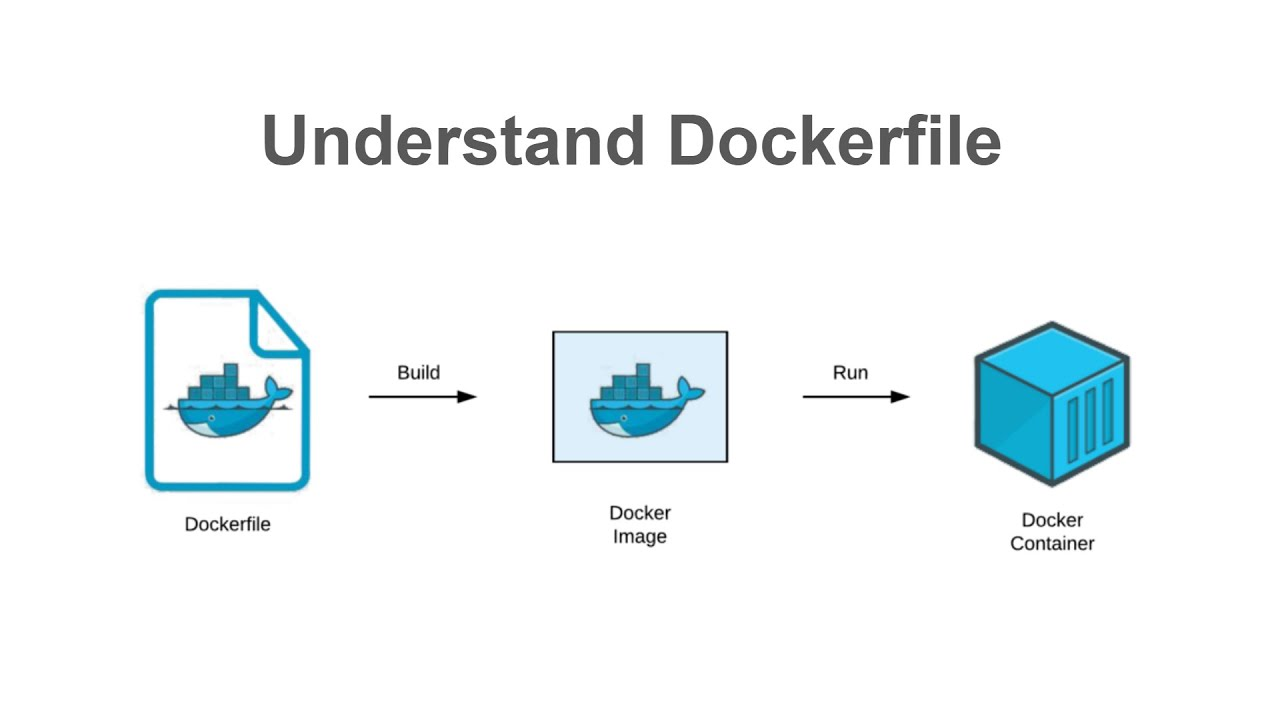 Understand Dockerfile
Build
Run
Dockerfile
Docker
Image
Docker
Container